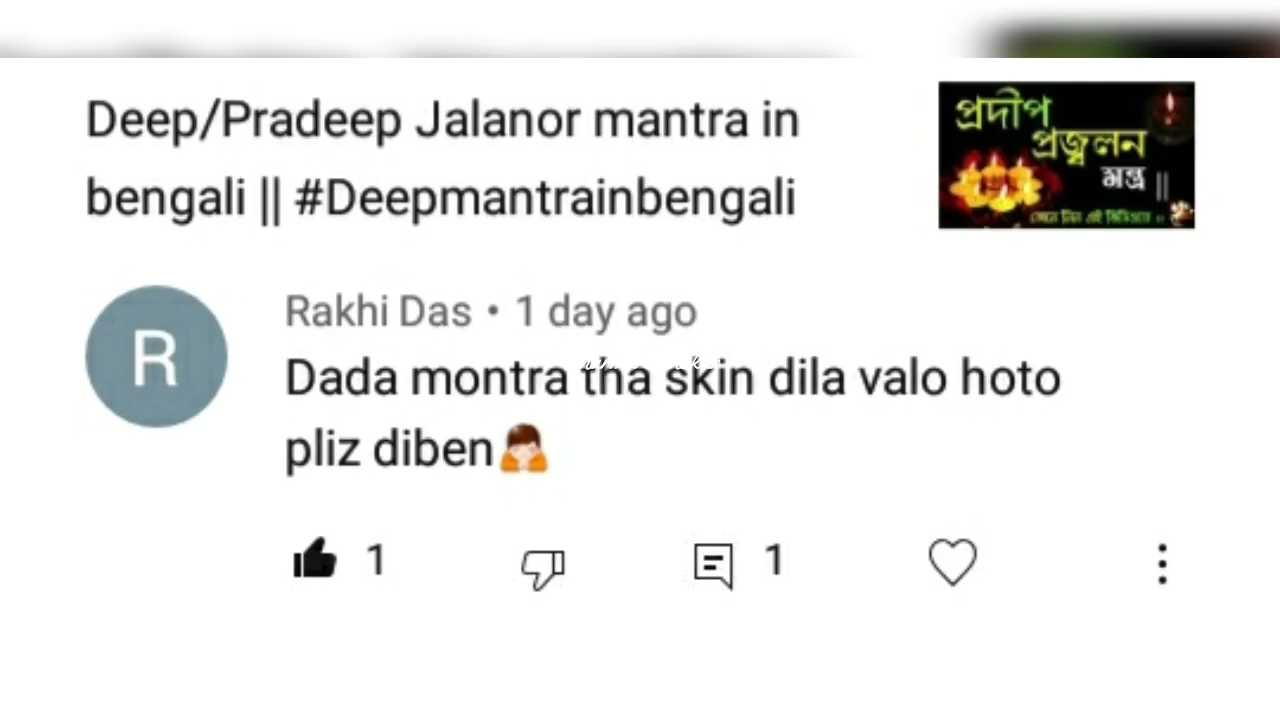 Deep/Pradeep Jalanor mantra in
bengali || #Deepmantrainbengali
প্রদীপ
প্রজ্বলন
মন্ত্র ||
Rakhi Das • 1 day ago
Dada montra tha skin dila valo hoto
pliz diben
R
1
1